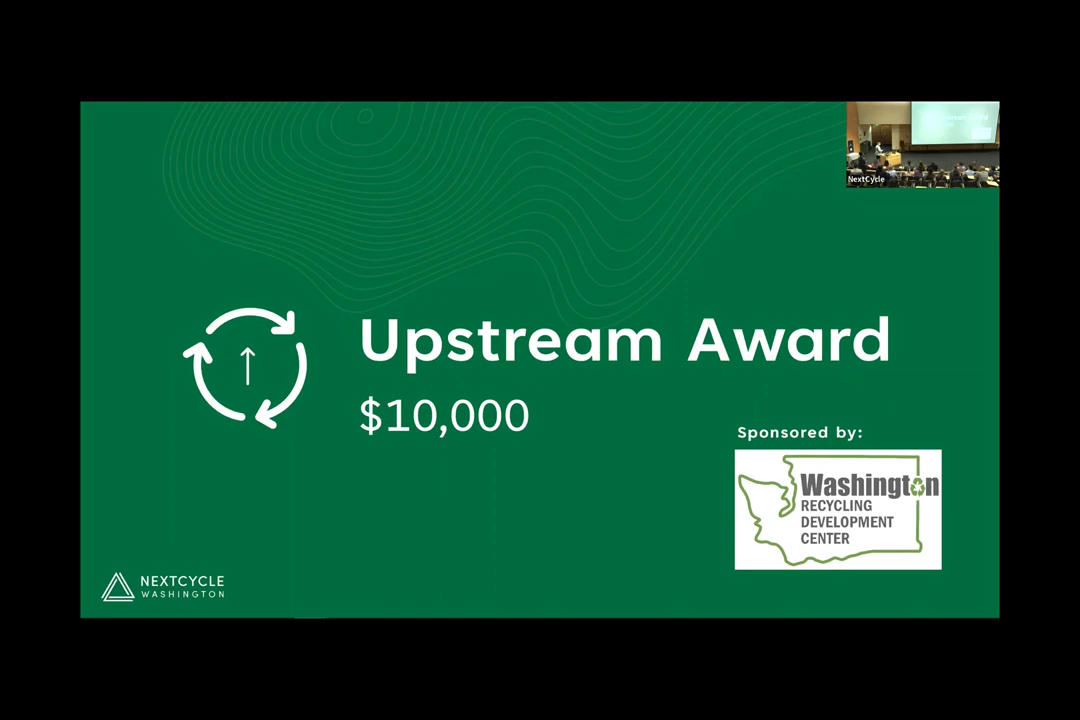 NextCycle
Upstream Award
$10,000
Sponsored by:
Washington
RECYCLING
DEVELOPMENT
CENTER
NEXTCYCLE
WASHINGTON